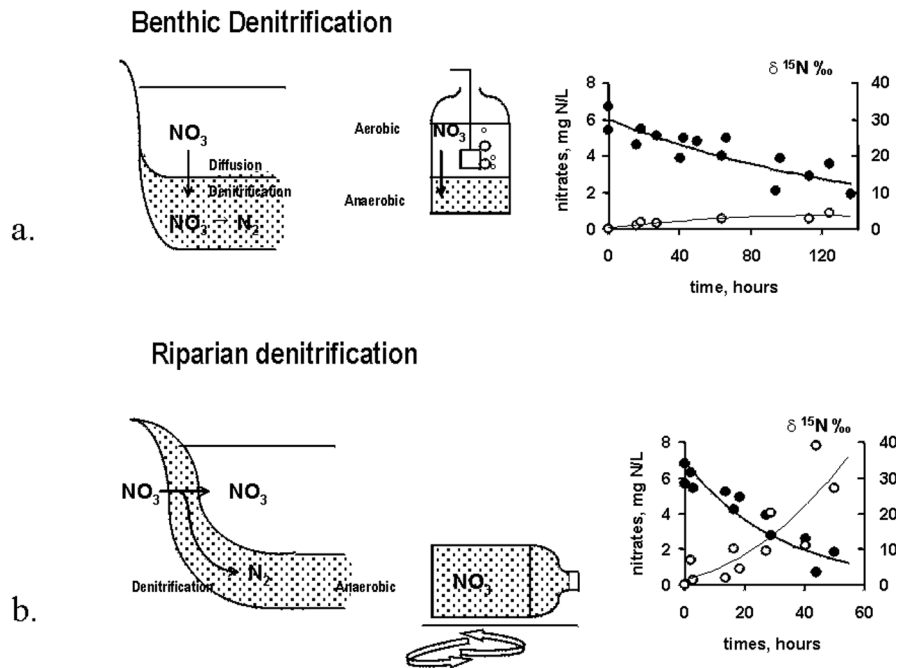 Benthic Denitrification
NO3
Diffusion
Denitrification
NO3 → N2
Aerobic
NO3
Anaerobic
δ 15N ‰
nitrates, mg N/L
8
6
4
2
0
40
30
20
10
0
0 40 80 120
time, hours
a.
Riparian denitrification
NO3
NO3
N2
Denitrification
Anaerobic
NO3
δ 15N ‰
nitrates, mg N/L
8
6
4
2
0
40
30
20
10
0
0 20 40 60
times, hours
b.